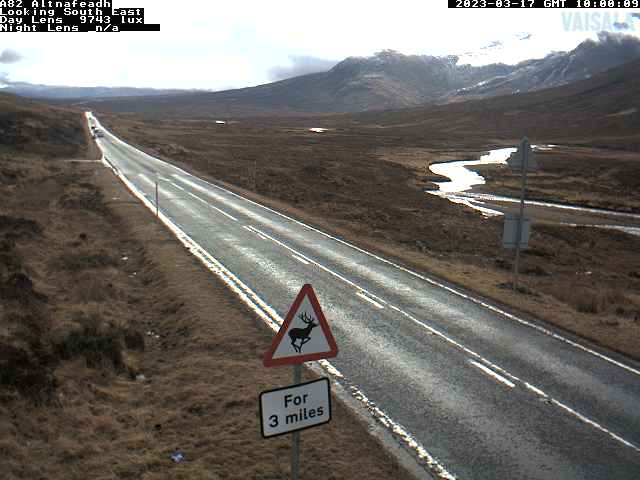 A82 Altnafeadh
Looking South East
Day Lens 9743 lux
Night Lens n/a
2023-03-17 GMT 10:00:09
VAISALA
For
3 miles